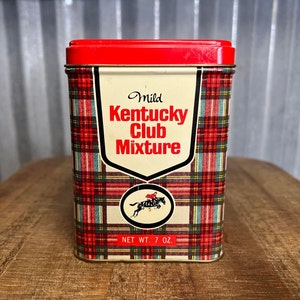 Mild
Kentucky
Club
Mixture
NET WT. 7 OZ.